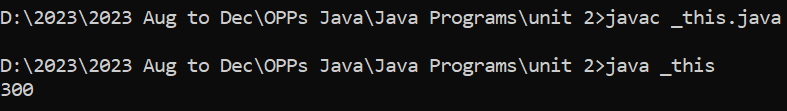 D:\2023\2023 Aug to Dec\OPPs Java\Java Programs\unit 2>javac _this.java
D:\2023\2023 Aug to Dec\OPPs Java\Java Programs\unit 2>java _this
300